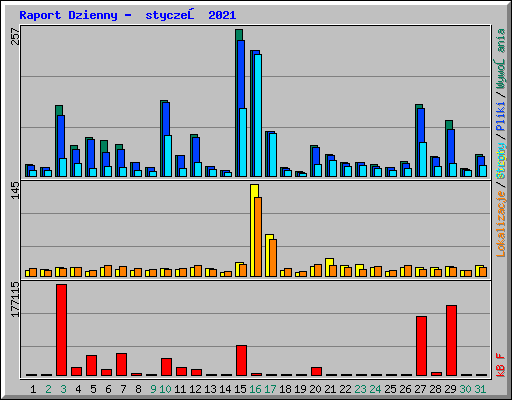 Raport Dzienny - styczeĹ 2021
257
145
177115
WywoĹania
/
Pliki
/
Strony
/
Lokalizacje
kB F
1 2 3 4 5 6 7 8 9 10 11 12 13 14 15 16 17 18 19 20 21 22 23 24 25 26 27 28 29 30 31